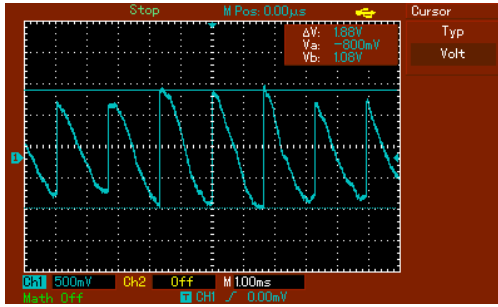 Stop M Pos: 0.00μs Cursor
ΔV: 1.88V
Va: -800mV
Vb: 1.08V
Typ
Volt
1
Ch1 500mV Ch2 Off M 1.00ms
Math Off T CH1 / 0.00mV